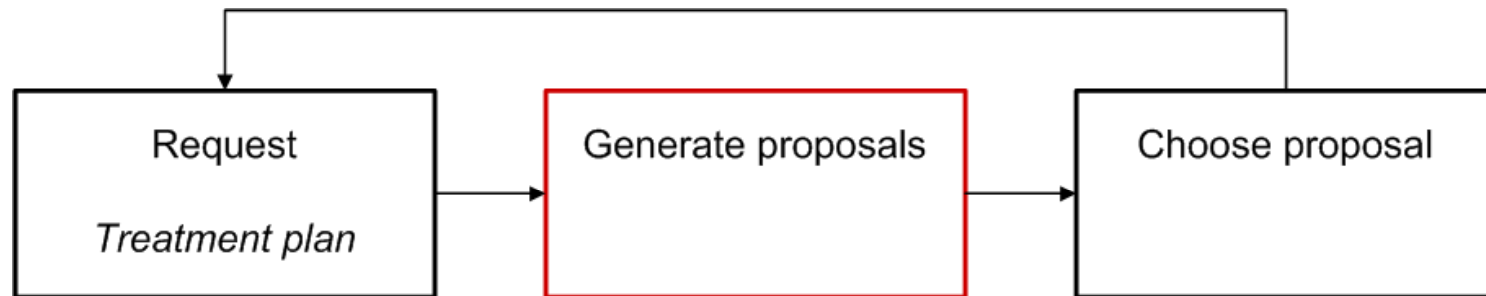 Request
Treatment plan
Generate proposals
Choose proposal